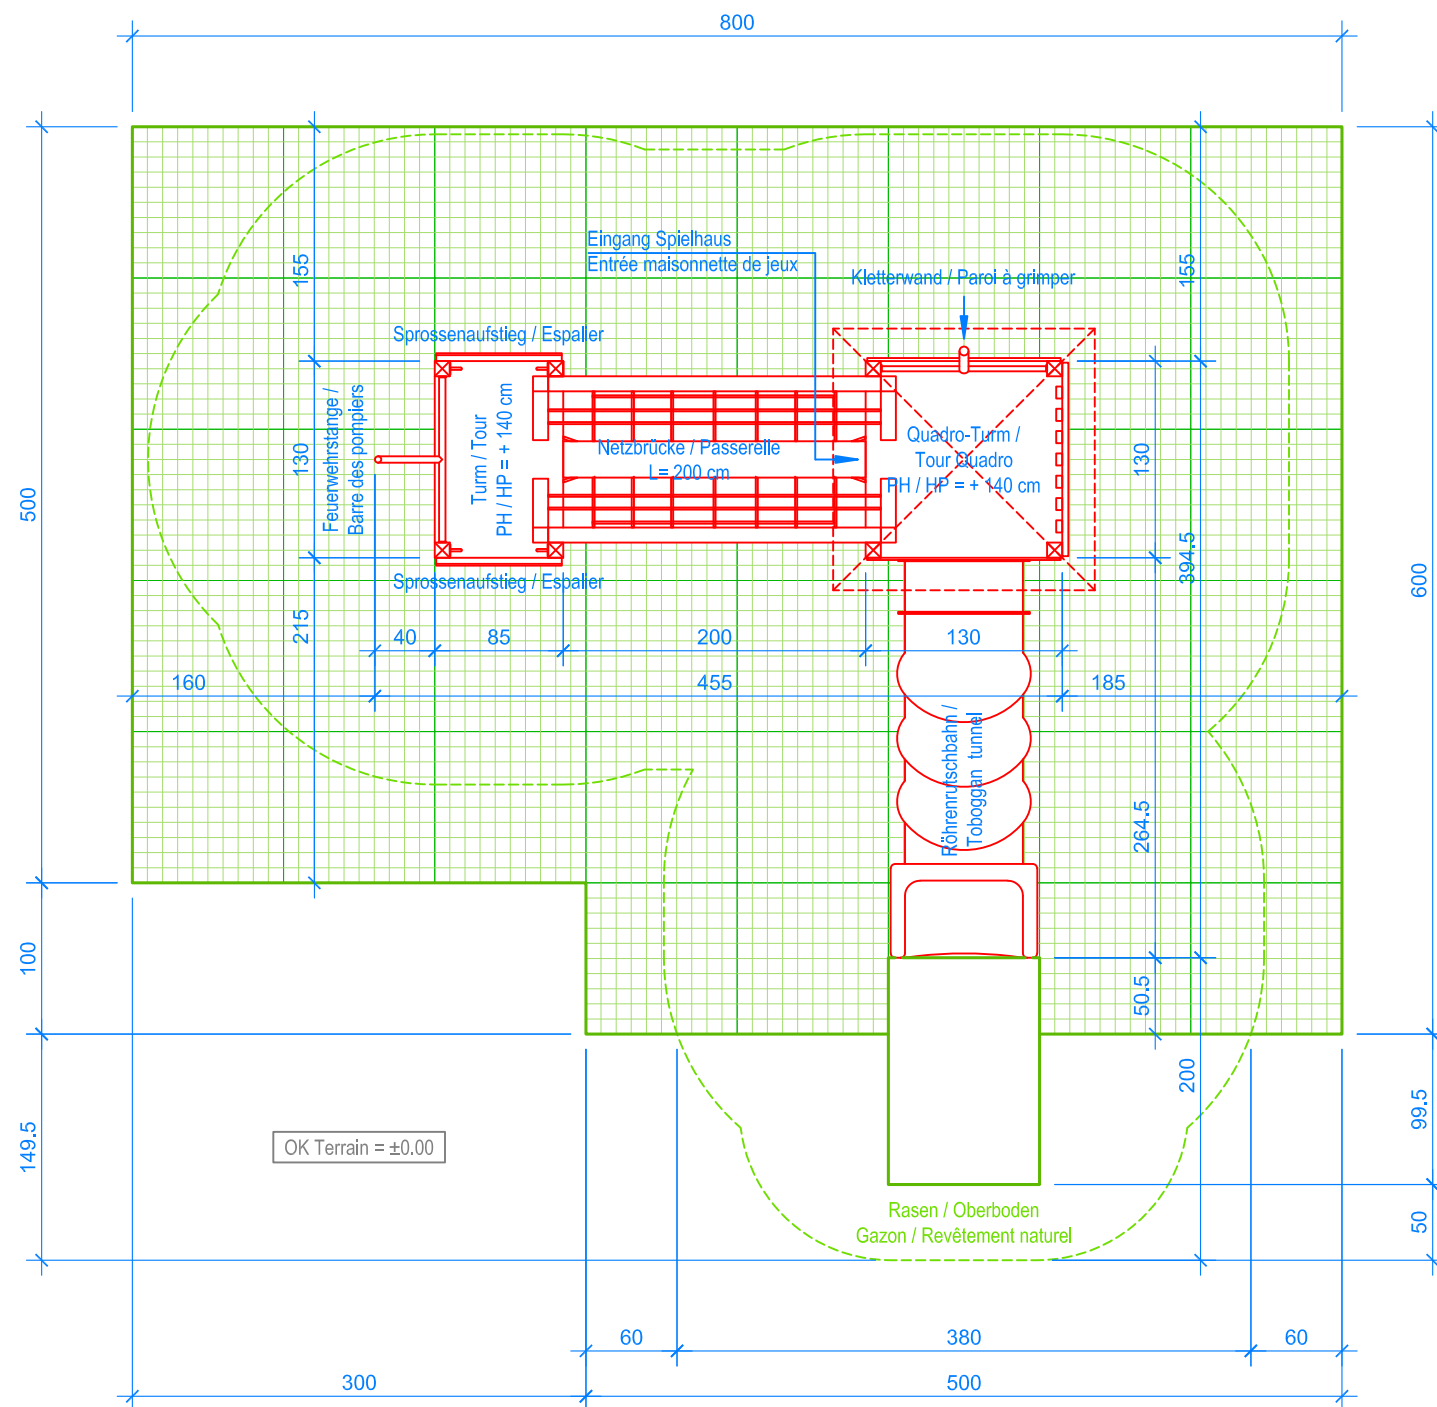 800
Eingang Spielhaus
Entrée maisonnette de jeux
155
155
Kletterwand / Paroi à grimper
Sprossenaufstieg / Espalier
Feuerwehrstange /
Barre des pompiers
130
Turm / Tour
PH / HP = + 140 cm
Netzbrücke / Passerelle
L= 200 cm
Quadro-Turm /
Tour Quadro
PH / HP = + 140 cm
130
500
394.5
600
Sprossenaufstieg / Espalier
215
40
85
200
130
160
455
185
Röhrenrutschbahn /
Toboggan tunnel
264.5
100
50.5
200
99.5
149.5
OK Terrain = ±0.00
Rasen / Oberboden
Gazon / Revêtement naturel
50
60
380
60
300
500